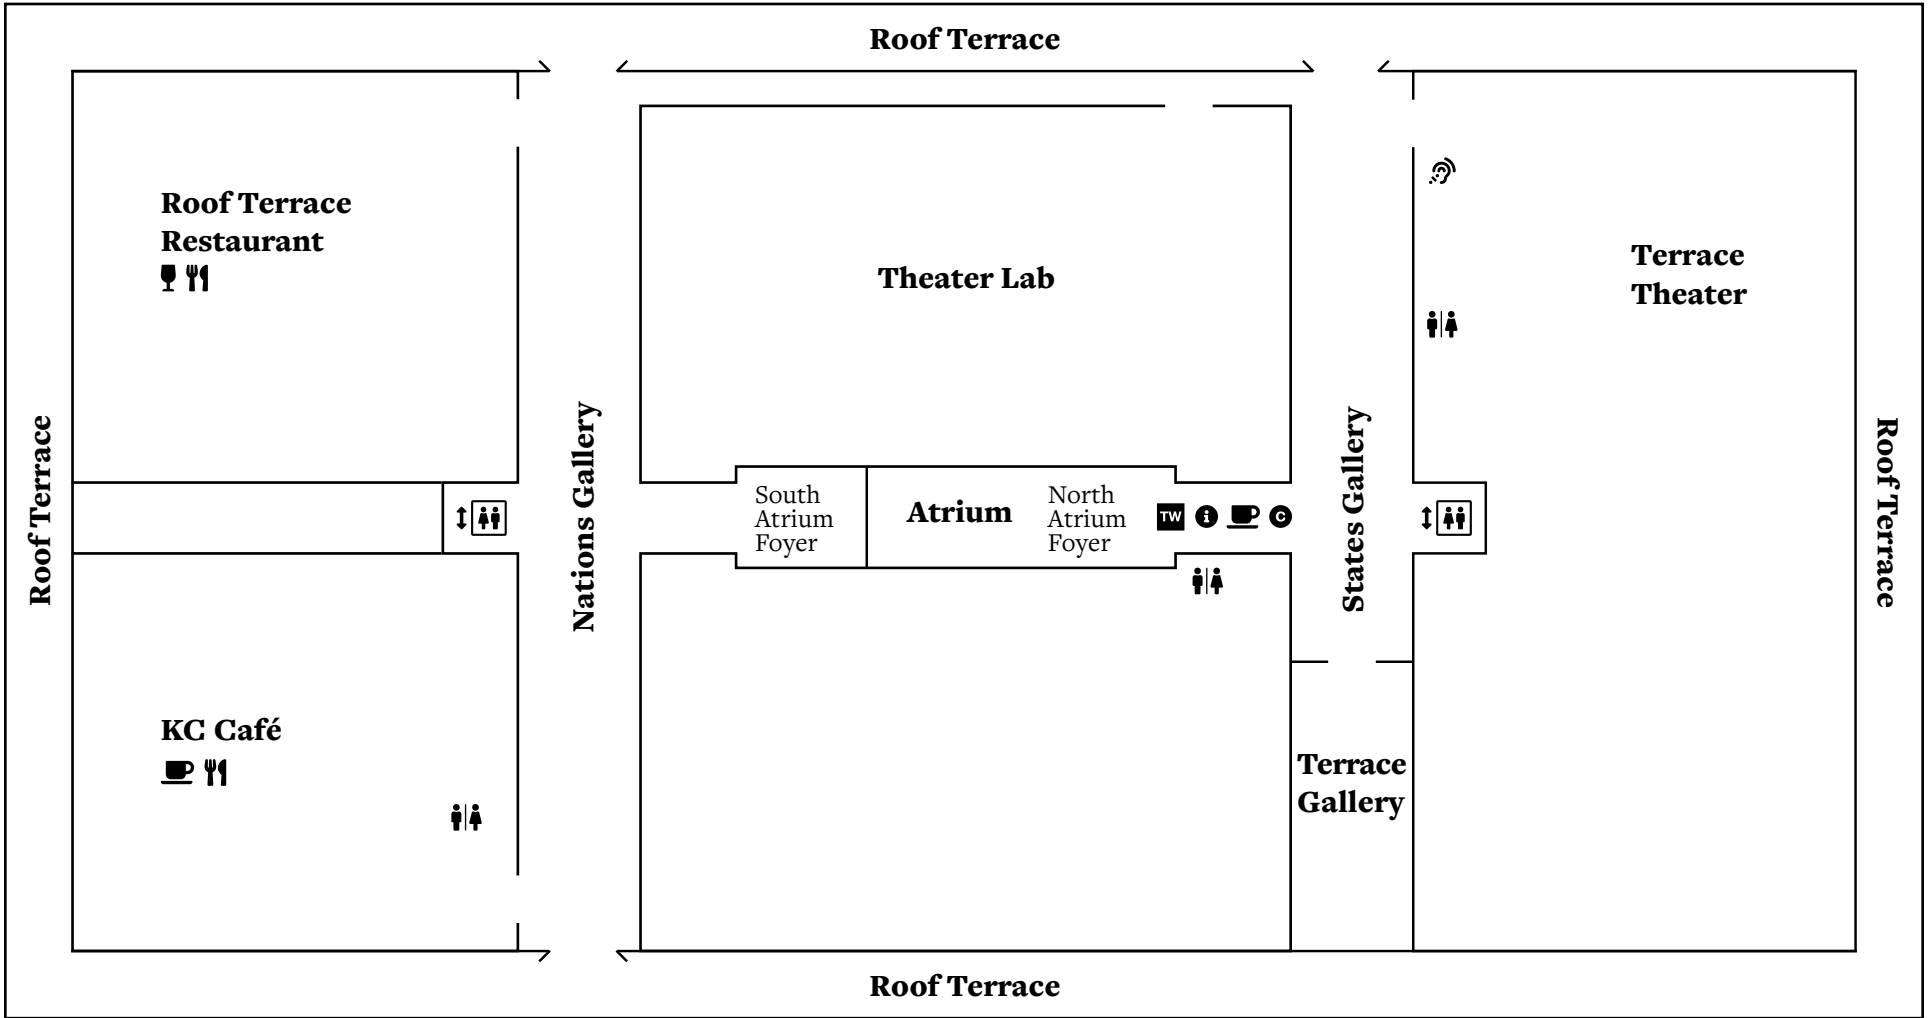 Roof Terrace
Roof Terrace
Restaurant
Theater Lab
Terrace
Theater
Roof Terrace
Nations Gallery
South
Atrium
Foyer
Atrium
North
Atrium
Foyer
TW
i
C
States Gallery
Roof Terrace
KC Café
Terrace
Gallery
Roof Terrace